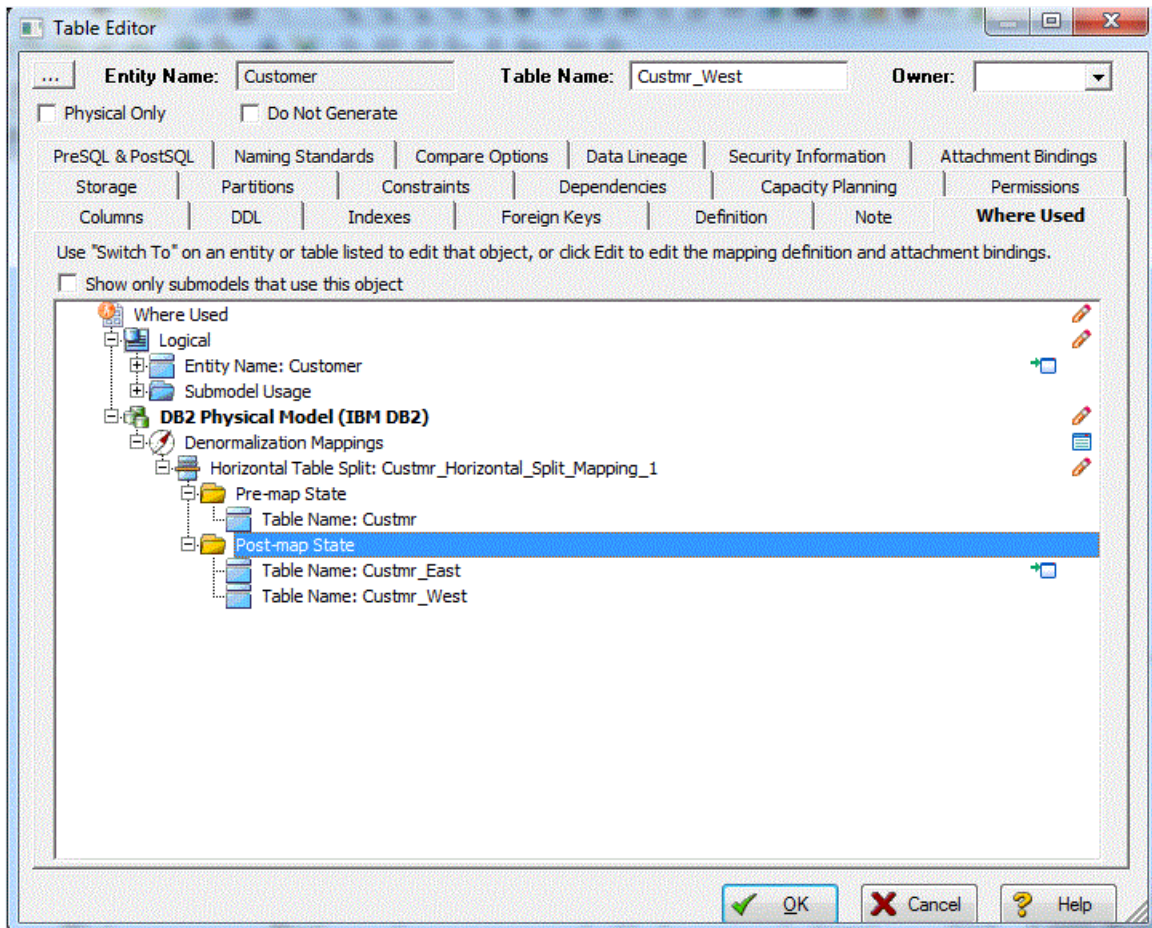 Table Editor
... Entity Name: Customer Table Name: Custmr_West Owner:
Physical Only Do Not Generate
PreSQL & PostSQL Naming Standards Compare Options Data Lineage Security Information Attachment Bindings
Storage Partitions Constraints Dependencies Capacity Planning Permissions
Columns DDL Indexes Foreign Keys Definition Note Where Used
Use "Switch To" on an entity or table listed to edit that object, or click Edit to edit the mapping definition and attachment bindings.
Show only submodels that use this object
Where Used
Logical
Entity Name: Customer
Submodel Usage
DB2 Physical Model (IBM DB2)
Denormalization Mappings
Horizontal Table Split: Custmr_Horizontal_Split_Mapping_1
Pre-map State
Table Name: Custmr
Post-map State
Table Name: Custmr_East
Table Name: Custmr_West
OK Cancel Help